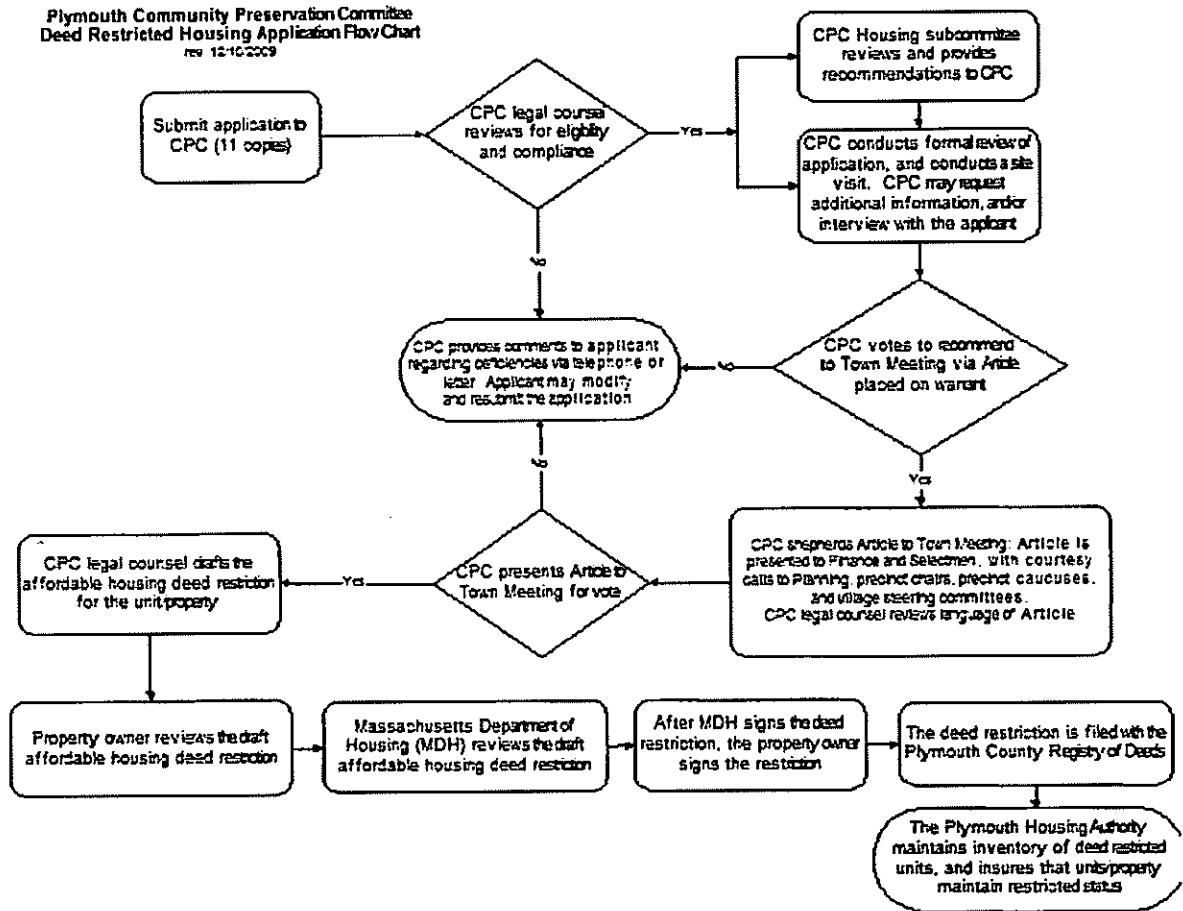 Plymouth Community Preservation Committee
Deed Restricted Housing Application Flow Chart
rev 12/10/2009
Submit application to
CPC (11 copies)
CPC legal counsel
reviews for eligibility
and compliance
Yes
CPC Housing subcommittee
reviews and provides
recommendations to CPC
CPC conducts formal review of
application, and conducts a site
visit. CPC may request
additional information, and/or
interview with the applicant
CPC votes to recommend
to Town Meeting via Article
placed on warrant
CPC provides comments to applicant
regarding deficiencies via telephone or
letter. Applicant may modify
and resubmit the application
Yes
CPC shepherds Article to Town Meeting: Article is
presented to Finance and Selectmen, with courtesy
calls to Planning, precinct chairs, precinct caucuses,
and village steering committees.
CPC legal counsel reviews language of Article
CPC presents Article to
Town Meeting for vote
Yes
CPC legal counsel drafts the
affordable housing deed restriction
for the unit/property
Property owner reviews the draft
affordable housing deed restriction
Massachusetts Department of
Housing (MDH) reviews the draft
affordable housing deed restriction
After MDH signs the deed
restriction, the property owner
signs the restriction
The deed restriction is filed with the
Plymouth County Registry of Deeds
The Plymouth Housing Authority
maintains inventory of deed restricted
units, and insures that units/property
maintain restricted status